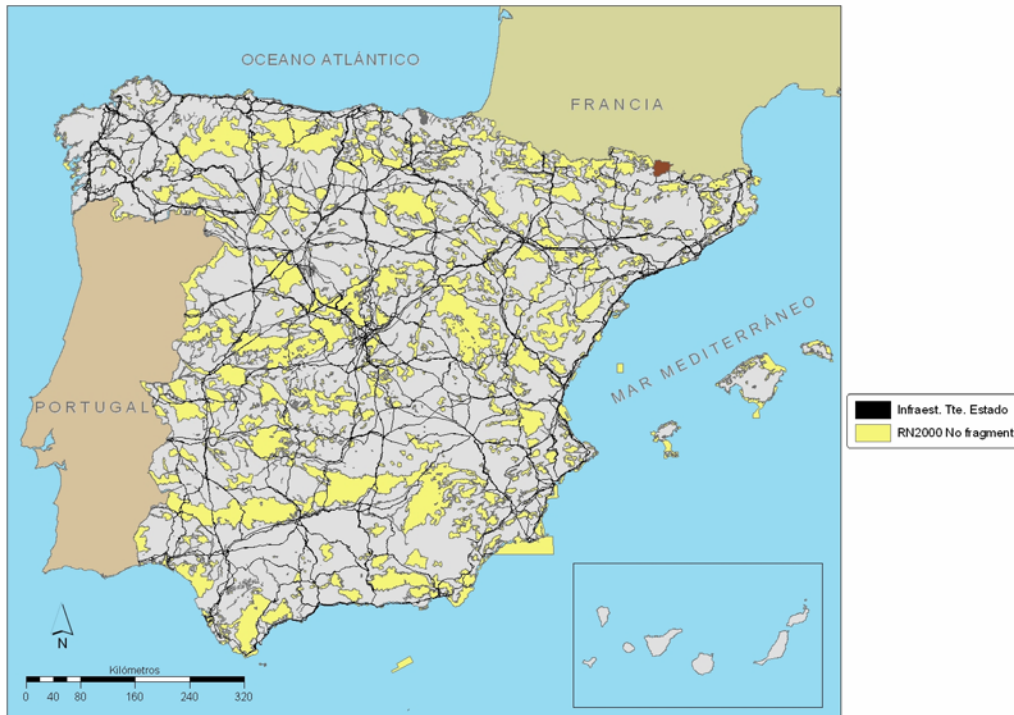 OCEANO ATLÁNTICO
FRANCIA
MAR MEDITERRÁNEO
PORTUGAL
Infraest. Tte. Estado
RN2000 No fragment
N
Kilómetros
0 40 80 160 240 320